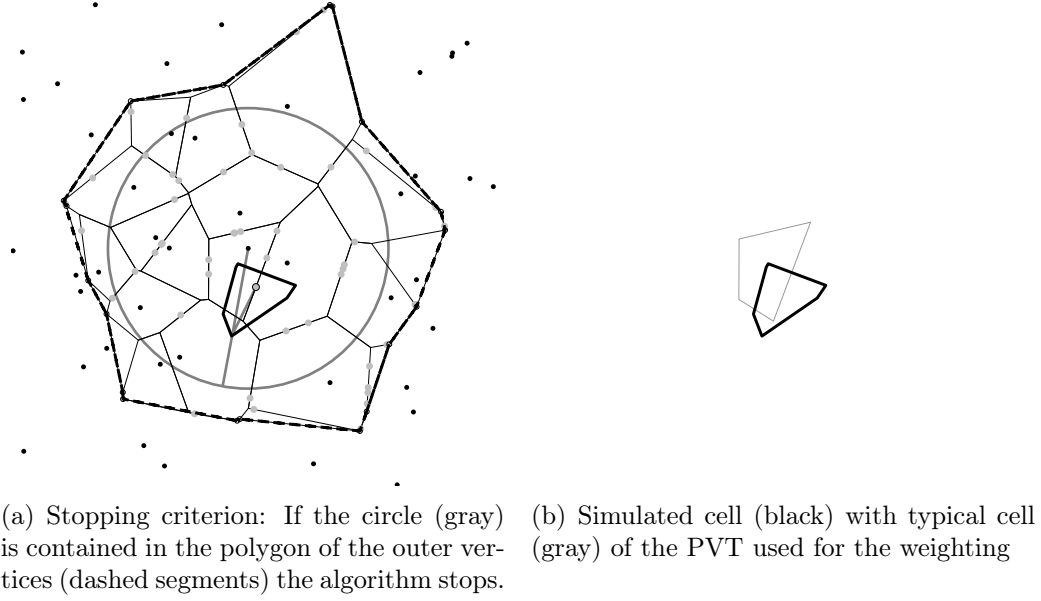 (a) Stopping criterion: If the circle (gray)
is contained in the polygon of the outer ver-
tices (dashed segments) the algorithm stops.
(b) Simulated cell (black) with typical cell
(gray) of the PVT used for the weighting